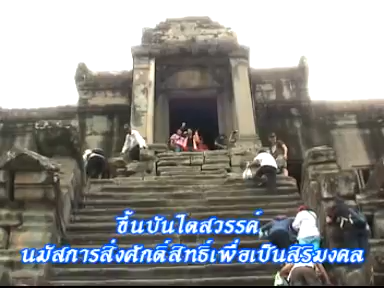 ขึ้นบันไดสวรรค์
นมัสการสิ่งศักดิ์สิทธิ์เพื่อเป็นสิริมงคล